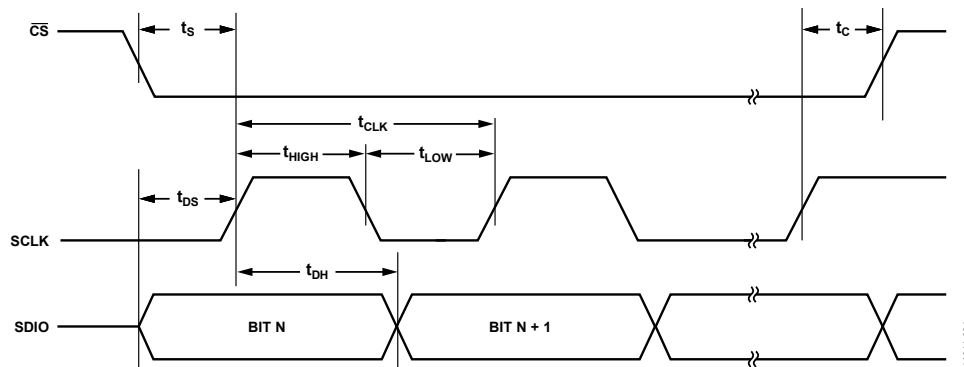 CS
tS
tC
tCLK
tHIGH
tLOW
tDS
SCLK
tDH
SDIO
BIT N
BIT N + 1